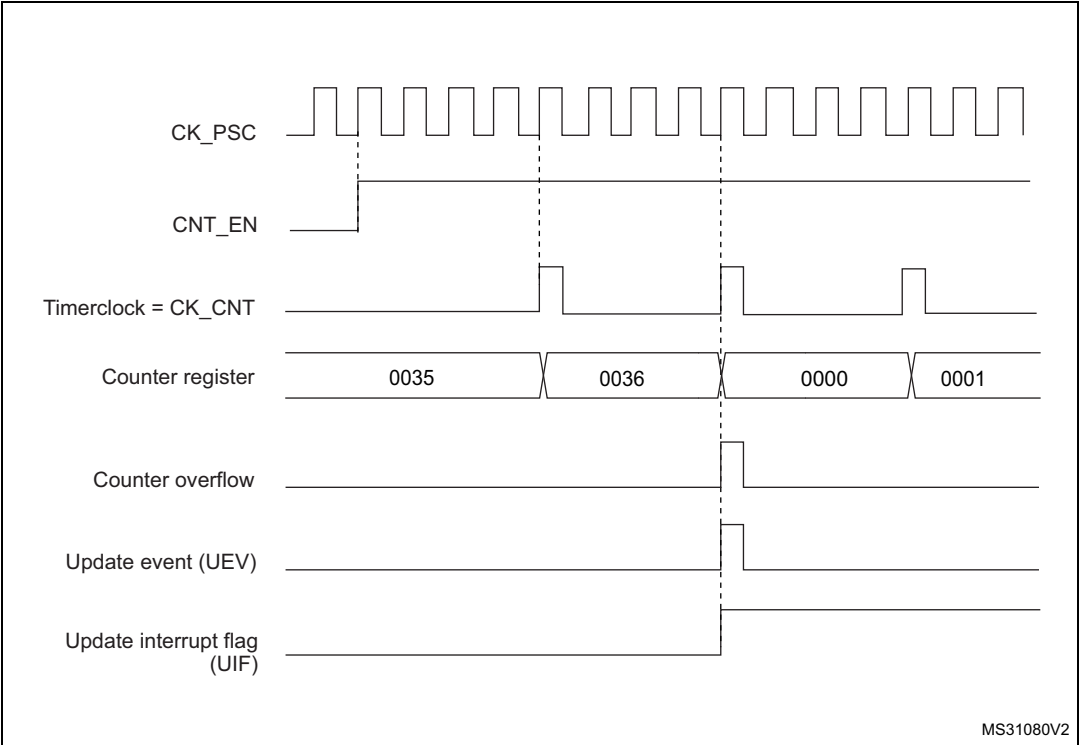 CK_PSC
CNT_EN
Timerclock = CK_CNT
Counter register
0035
0036
0000
0001
Counter overflow
Update event (UEV)
Update interrupt flag
(UIF)
MS31080V2